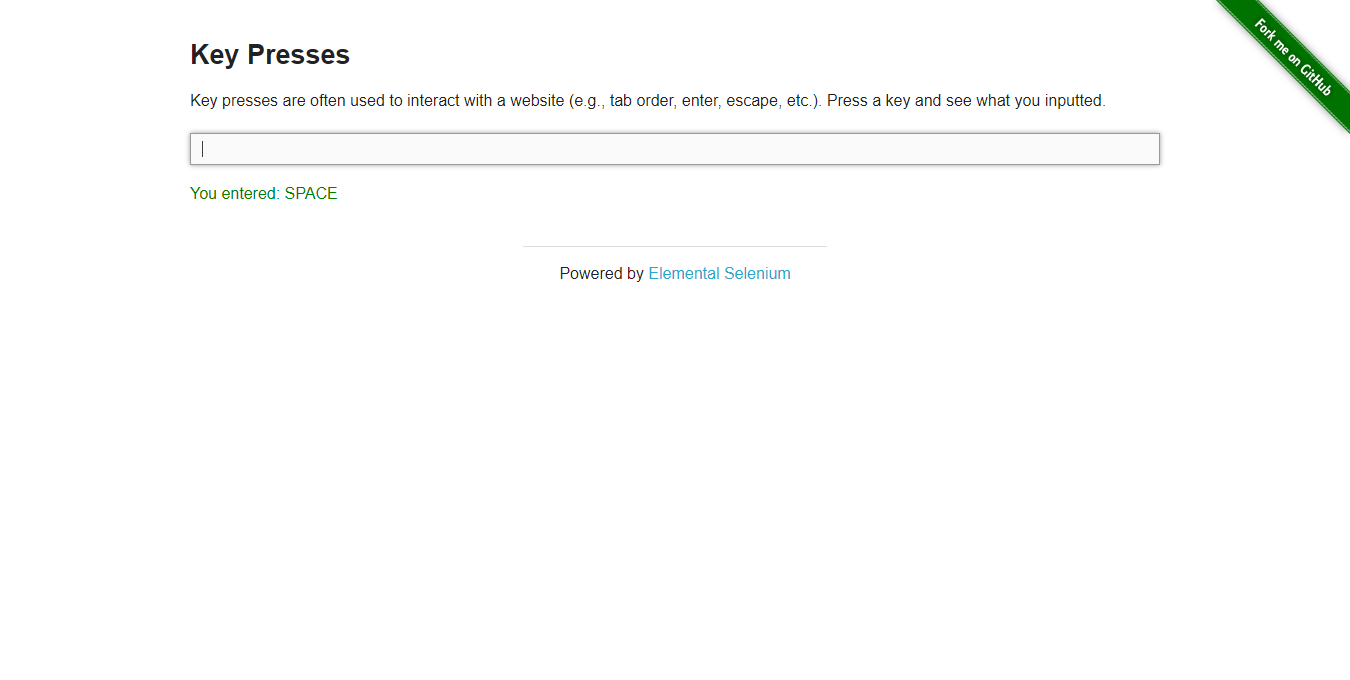 Fork me on GitHub
Key Presses
Key presses are often used to interact with a website (e.g., tab order, enter, escape, etc.). Press a key and see what you inputted.
You entered: SPACE
Powered by Elemental Selenium